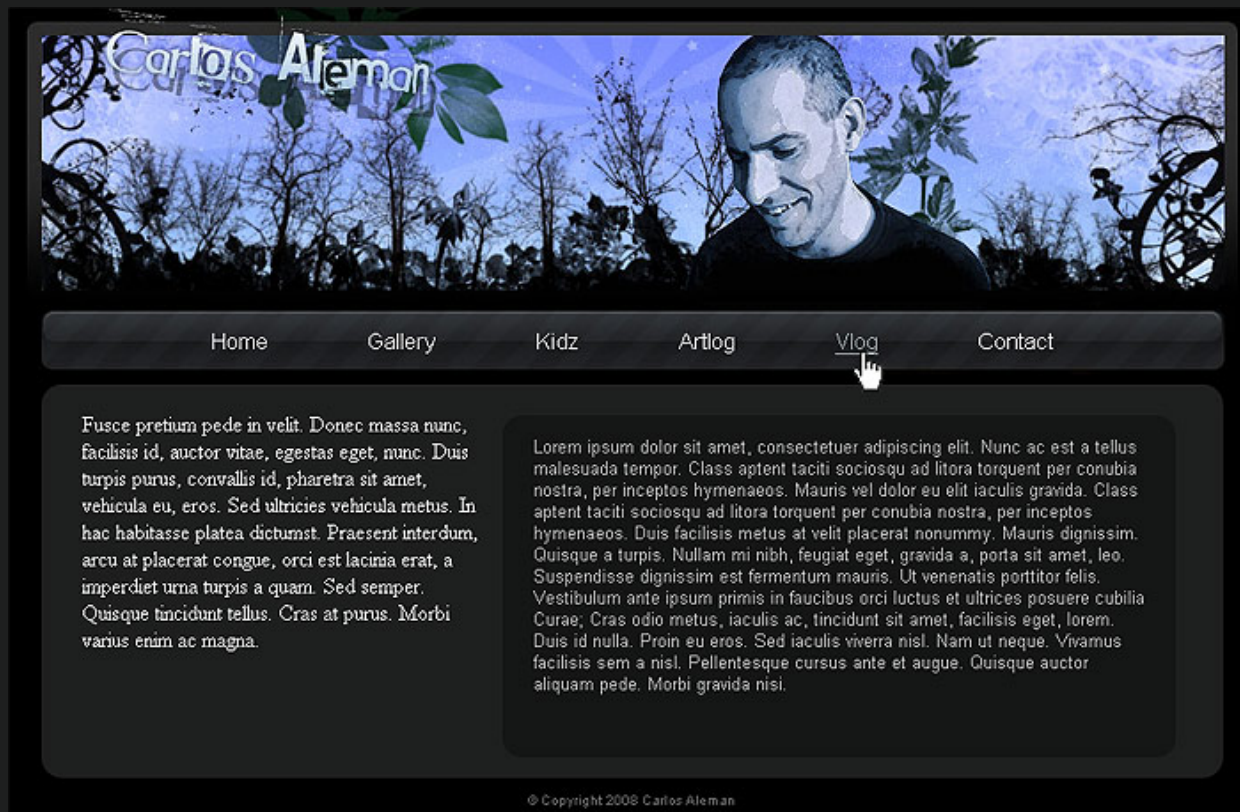 Carlos Aleman
Home Gallery Kidz Artlog Vlog Contact
Fusce pretium pede in velit. Donec massa nunc,
facilisis id, auctor vitae, egestas eget, nunc. Duis
turpis purus, convallis id, pharetra sit amet,
vehicula eu, eros. Sed ultricies vehicula metus. In
hac habitasse platea dictumst. Praesent interdum,
arcu at placerat congue, orci est lacinia erat, a
imperdiet urna turpis a quam. Sed semper.
Quisque tincidunt tellus. Cras at purus. Morbi
varius enim ac magna.
Lorem ipsum dolor sit amet, consectetuer adipiscing elit. Nunc ac est a tellus
malesuada tempor. Class aptent taciti sociosqu ad litora torquent per conubia
nostra, per inceptos hymenaeos. Mauris vel dolor eu elit iaculis gravida. Class
aptent taciti sociosqu ad litora torquent per conubia nostra, per inceptos
hymenaeos. Duis facilisis metus at velit placerat nonummy. Mauris dignissim.
Quisque a turpis. Nullam mi nibh, feugiat eget, gravida a, porta sit amet, leo.
Suspendisse dignissim est fermentum mauris. Ut venenatis porttitor felis.
Vestibulum ante ipsum primis in faucibus orci luctus et ultrices posuere cubilia
Curae; Cras odio metus, iaculis ac, tincidunt sit amet, facilisis eget, lorem.
Duis id nulla. Proin eu eros. Sed iaculis viverra nisl. Nam ut neque. Vivamus
facilisis sem a nisl. Pellentesque cursus ante et augue. Quisque auctor
aliquam pede. Morbi gravida nisi.
© Copyright 2008 Carlos Aleman